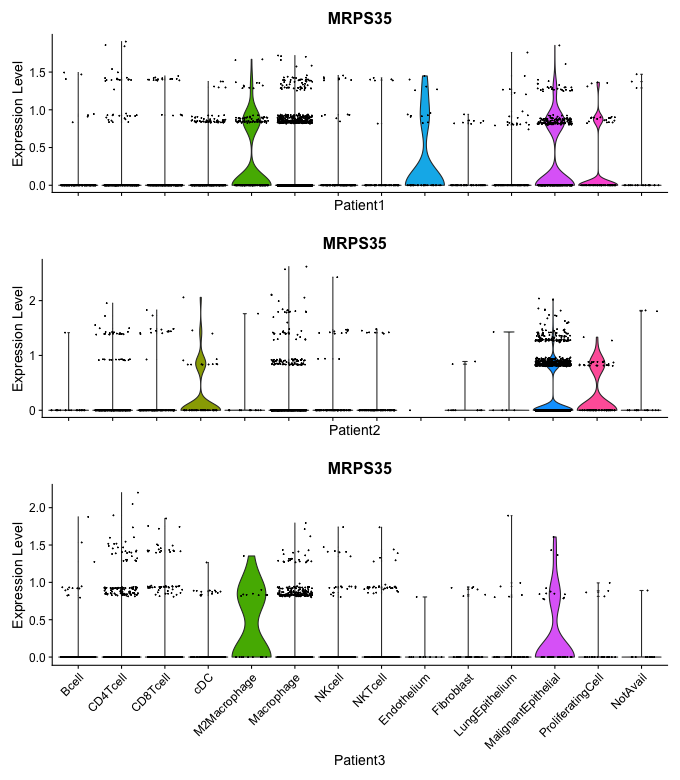 MRPS35
Expression Level
1.5
1.0
0.5
0.0
Patient1
MRPS35
Expression Level
2
1
0
Patient2
MRPS35
Expression Level
2.0
1.5
1.0
0.5
0.0
Bcell
CD4Tcell
CD8Tcell
cDC
M2Macrophage
Macrophage
NKcell
NKTcell
Endothelium
Fibroblast
LungEpithelium
MalignantEpithelial
ProliferatingCell
NotAvail
Patient3